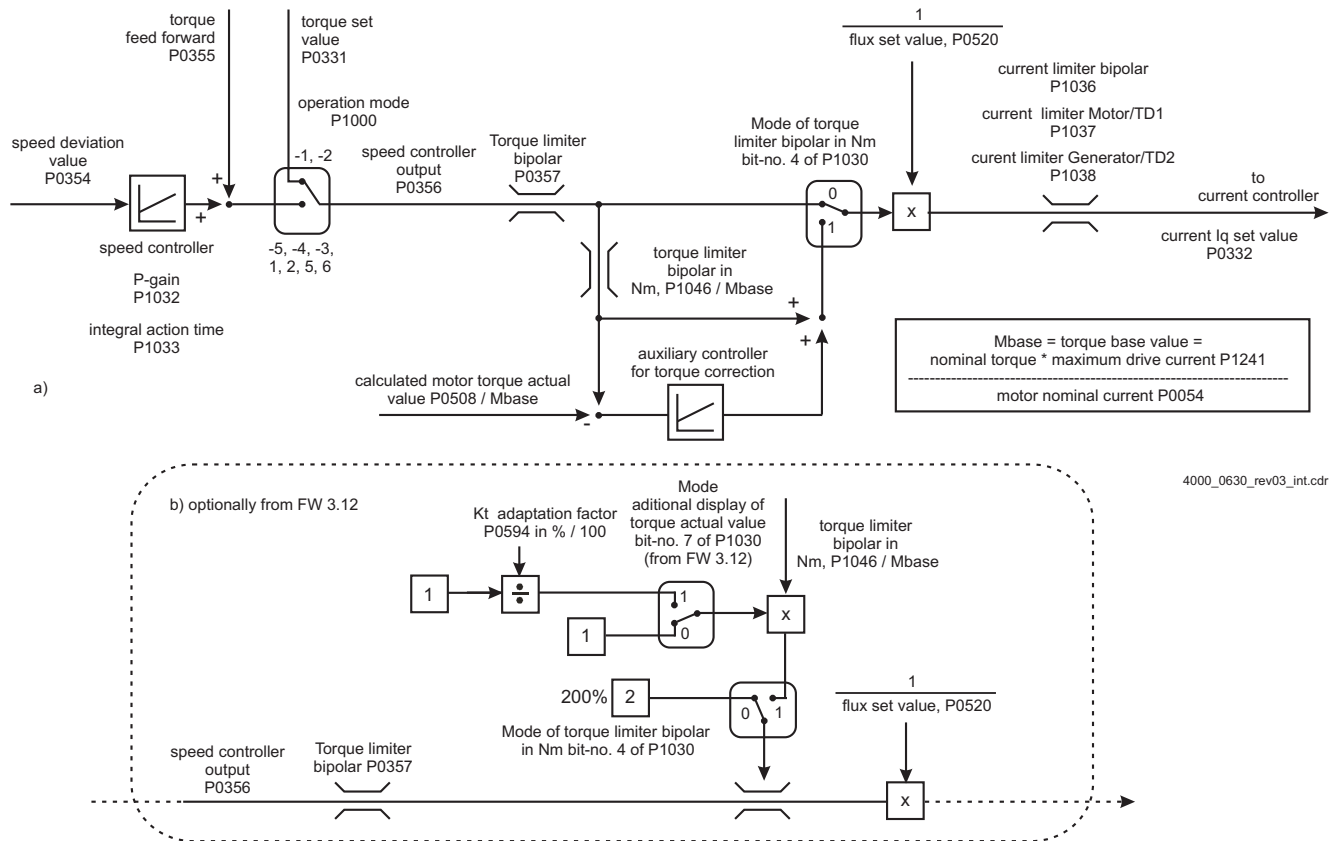 torque
feed forward
P0355
torque set
value
P0331
operation mode
P1000
speed deviation
value
P0354
+
+
speed controller
P-gain
P1032
integral action time
P1033
a)
-1, -2
-5, -4, -3,
1, 2, 5, 6
speed controller
output
P0356
Torque limiter
bipolar
P0357
torque limiter
bipolar in
Nm, P1046 / Mbase
calculated motor torque actual
value P0508 / Mbase
-
auxiliary controller
for torque correction
+
+
Mode of torque
limiter bipolar in Nm
bit-no. 4 of P1030
0
1
1
flux set value, P0520
x
current limiter bipolar
P1036
current limiter Motor/TD1
P1037
curent limiter Generator/TD2
P1038
to
current controller
current Iq set value
P0332
Mbase = torque base value =
nominal torque * maximum drive current P1241
--------------------------------------------------------------------------------
motor nominal current P0054
4000_0630_rev03_int.cdr
b) optionally from FW 3.12
Kt adaptation factor
P0594 in % / 100
1
÷
1
Mode
aditional display of
torque actual value
bit-no. 7 of P1030
(from FW 3.12)
1
0
torque limiter
bipolar in
Nm, P1046 / Mbase
x
200%
2
0
1
Mode of torque limiter bipolar
in Nm bit-no. 4 of P1030
1
flux set value, P0520
speed controller
output
P0356
Torque limiter
bipolar P0357
x